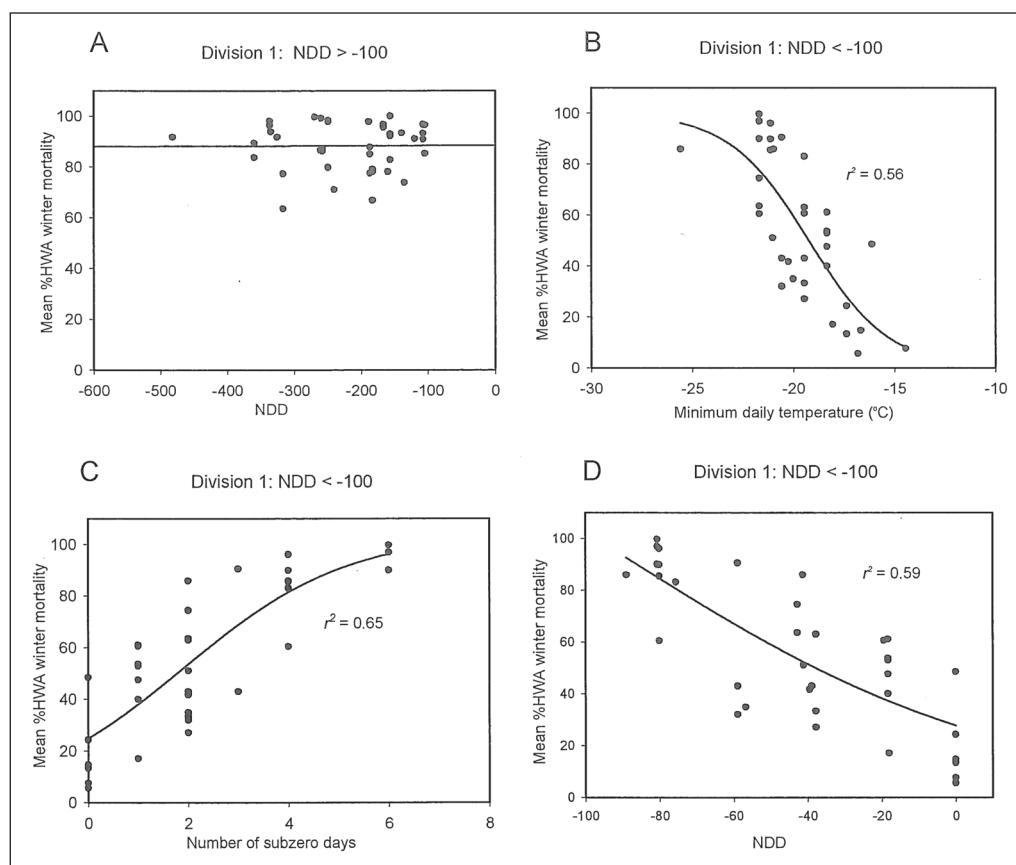 A
Division 1: NDD > -100
Mean %HWA winter mortality
100
80
60
40
20
0
-600
-500
-400
-300
-200
-100
0
NDD
B
Division 1: NDD < -100
Mean %HWA winter mortality
100
80
60
40
20
0
r² = 0.56
-30
-25
-20
-15
-10
Minimum daily temperature (°C)
C
Division 1: NDD < -100
Mean %HWA winter mortality
100
80
60
40
20
0
r² = 0.65
0
2
4
6
8
Number of subzero days
D
Division 1: NDD < -100
Mean %HWA winter mortality
100
80
60
40
20
0
r² = 0.59
-100
-80
-60
-40
-20
0
NDD